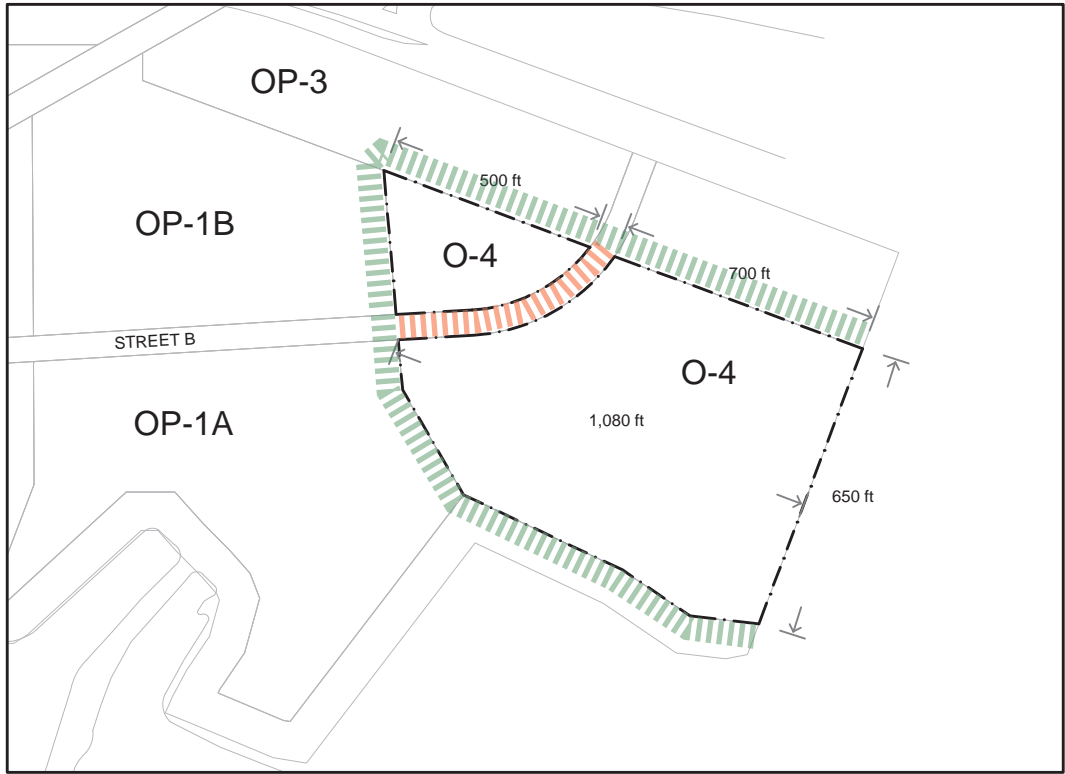 OP-3
500 ft
OP-1B
O-4
700 ft
STREET B
O-4
OP-1A
1,080 ft
650 ft